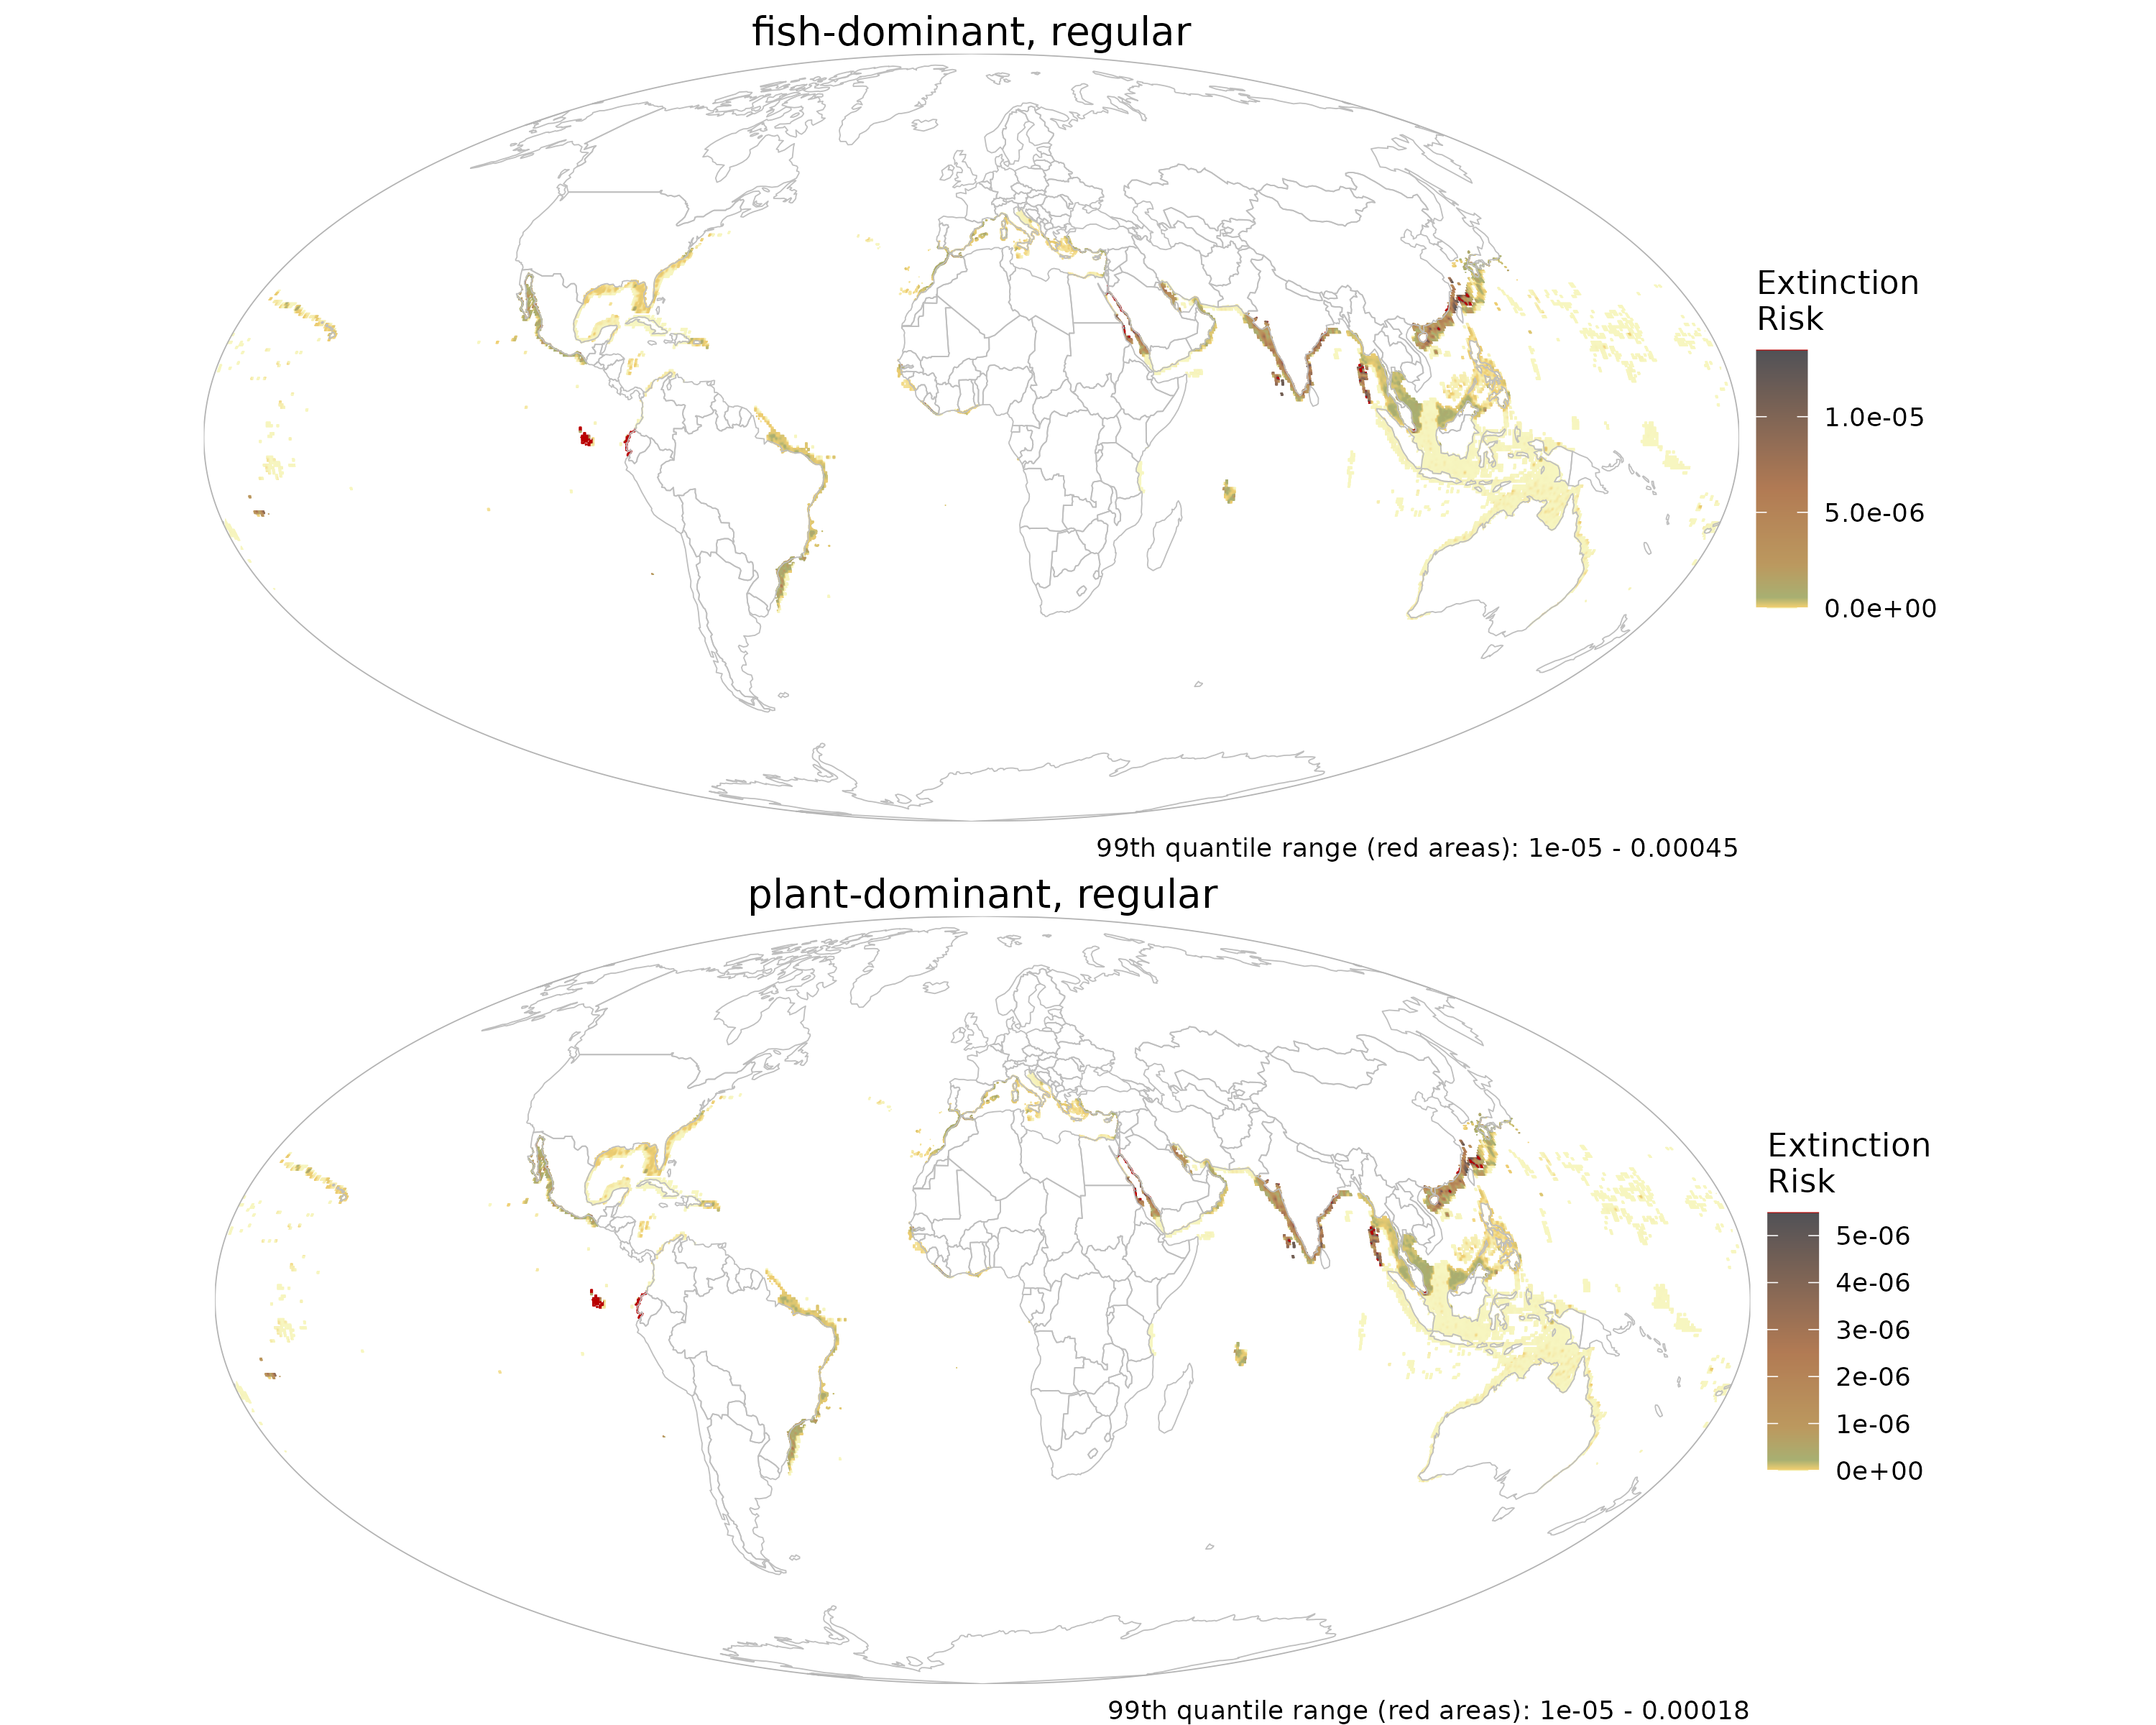 fish-dominant, regular
Extinction
Risk
1.0e-05
5.0e-06
0.0e+00
99th quantile range (red areas): 1e-05 - 0.00045
plant-dominant, regular
Extinction
Risk
5e-06
4e-06
3e-06
2e-06
1e-06
0e+00
99th quantile range (red areas): 1e-05 - 0.00018